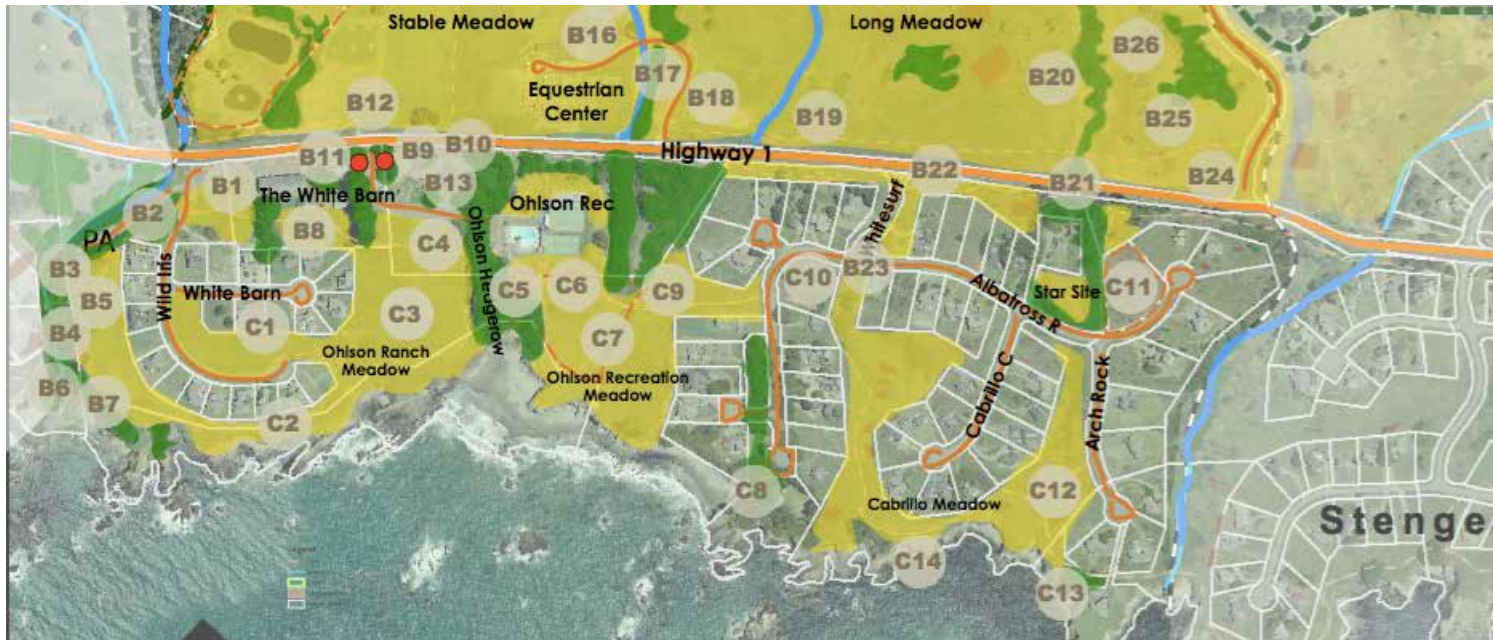 Stable Meadow
Long Meadow
B16
B26
B17
B20
Equestrian
Center
B12
B18
B19
B25
B11
B9
B10
Highway 1
B22
B21
B24
B1
The White Barn
B13
Ohlson Rec
B2
PA
B8
C4
hitesurf
B3
Wild Iris
White Barn
B5
C5
C6
C9
C10
B23
Albatross R
Star Site
C11
B4
C1
C3
Ohlson Ranch
Meadow
C7
Ohlson Recreation
Meadow
B6
B7
C2
Cabrillo C
Arch Rock
C8
Cabrillo Meadow
C12
Stenge
C14
C13